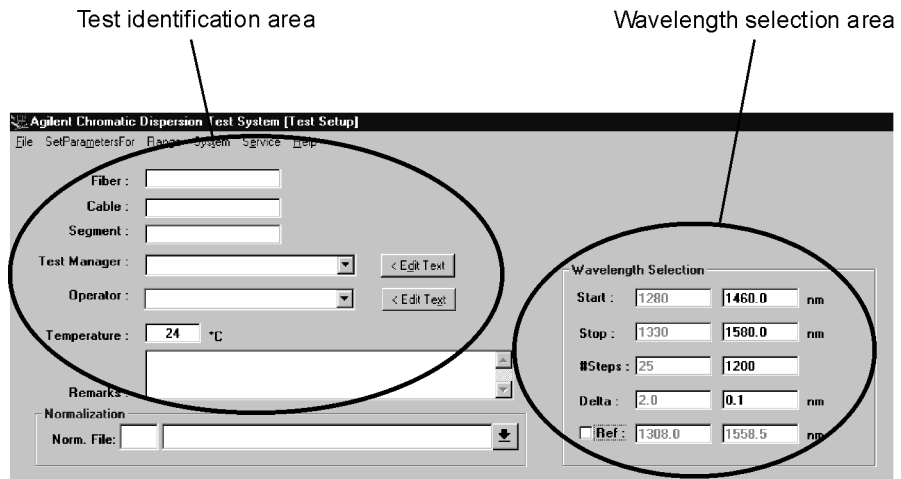 Test identification area
Wavelength selection area
Agilent Chromatic Dispersion Test System [Test Setup]
File SetParametersFor Range System Service Help
Fiber :
Cable :
Segment :
Test Manager : < Edit Text
Operator : < Edit Text
Temperature : 24 °C
Remarks :
Normalization
Norm. File:
Wavelength Selection
Start : 1280 1460.0 nm
Stop : 1330 1580.0 nm
#Steps : 25 1200
Delta : 2.0 0.1 nm
Ref : 1308.0 1558.5 nm